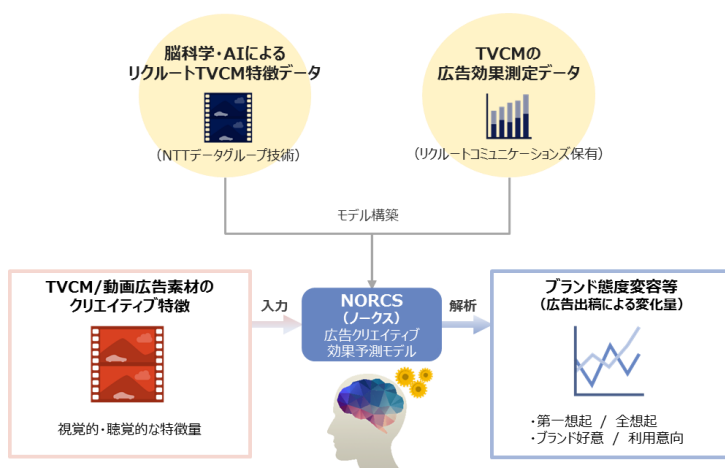 脳科学・AIによる
リクルートTVCM特徴データ
（NTTデータグループ技術）
TVCMの
広告効果測定データ
（リクルートコミュニケーションズ保有）
モデル構築
TVCM/動画広告素材の
クリエイティブ特徴
視覚的・聴覚的な特徴量
入力
NORCS
（ノークス）
広告クリエイティブ
効果予測モデル
解析
ブランド態度変容等
（広告出稿による変化量）
・第一想起 / 全想起
・ブランド好意 / 利用意向